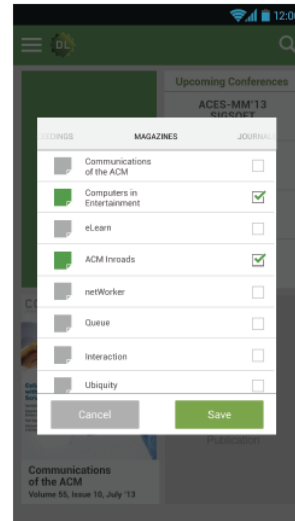 12:00
DL
Upcoming Conferences
ACES-MM'13
SIGSOFT
EDINGS
MAGAZINES
JOURNAL
Communications
of the ACM
Computers in
Entertainment
eLearn
ACM Inroads
netWorker
Queue
Interaction
Ubiquity
Cancel
Save
Publication
Communications
of the ACM
Volume 55, Issue 10, July '13